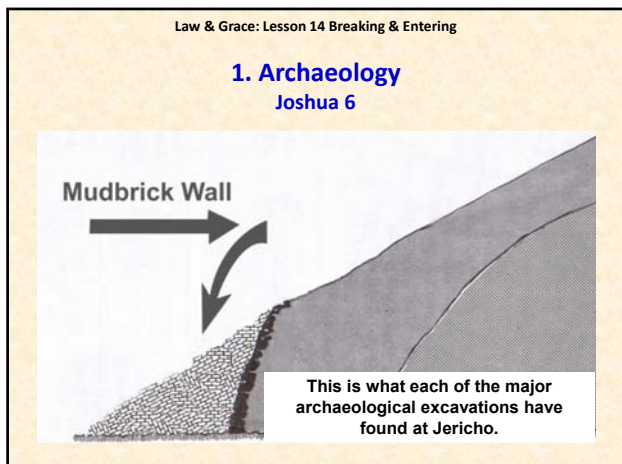 Law & Grace: Lesson 14 Breaking & Entering
1. Archaeology
Joshua 6
Mudbrick Wall
This is what each of the major
archaeological excavations have
found at Jericho.